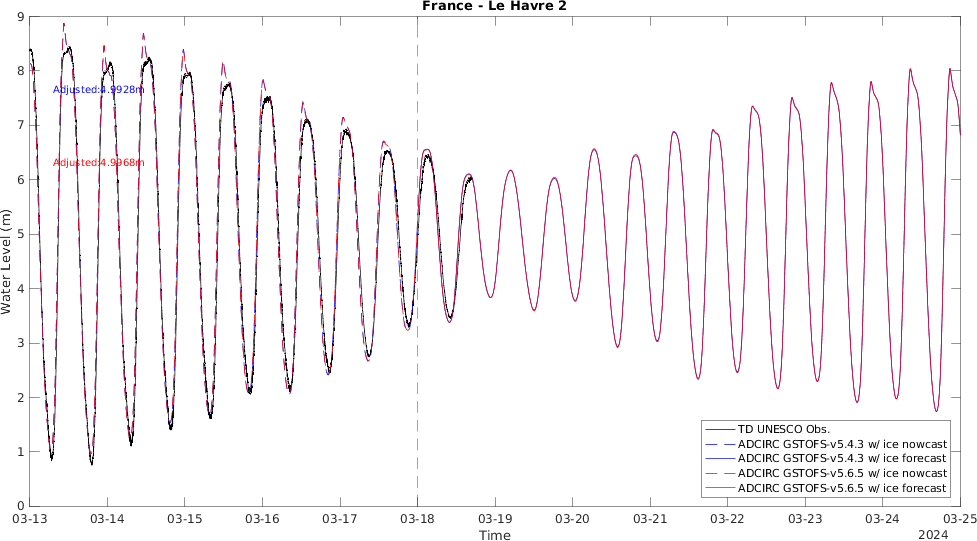 France - Le Havre 2
9
8
7
6
5
4
3
2
1
0
Water Level (m)
Adjusted:4.9928m
Adjusted:4.9968m
TD UNESCO Obs.
ADCIRC GSTOFS-v5.4.3 w/ ice nowcast
ADCIRC GSTOFS-v5.4.3 w/ ice forecast
ADCIRC GSTOFS-v5.6.5 w/ ice nowcast
ADCIRC GSTOFS-v5.6.5 w/ ice forecast
03-13 03-14 03-15 03-16 03-17 03-18 03-19 03-20 03-21 03-22 03-23 03-24 03-25
Time
2024